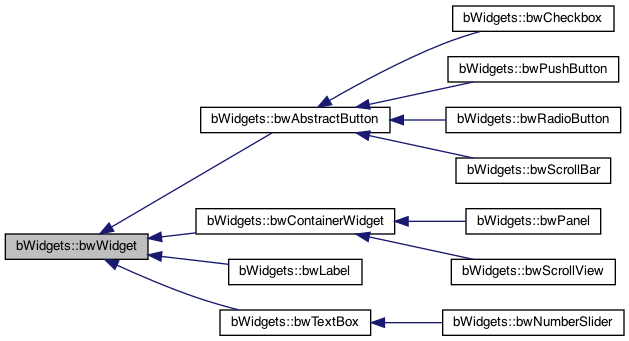 bWidgets::bwCheckbox
bWidgets::bwPushButton
bWidgets::bwAbstractButton
bWidgets::bwRadioButton
bWidgets::bwScrollBar
bWidgets::bwContainerWidget
bWidgets::bwPanel
bWidgets::bwWidget
bWidgets::bwLabel
bWidgets::bwScrollView
bWidgets::bwTextBox
bWidgets::bwNumberSlider